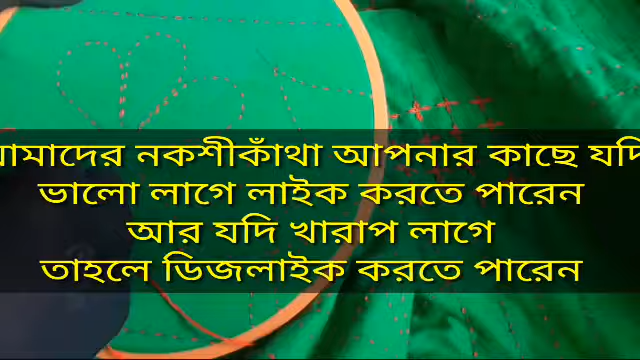 আমাদের নকশীকাঁথা আপনার কাছে যদি
ভালো লাগে লাইক করতে পারেন
আর যদি খারাপ লাগে
তাহলে ডিজলাইক করতে পারেন